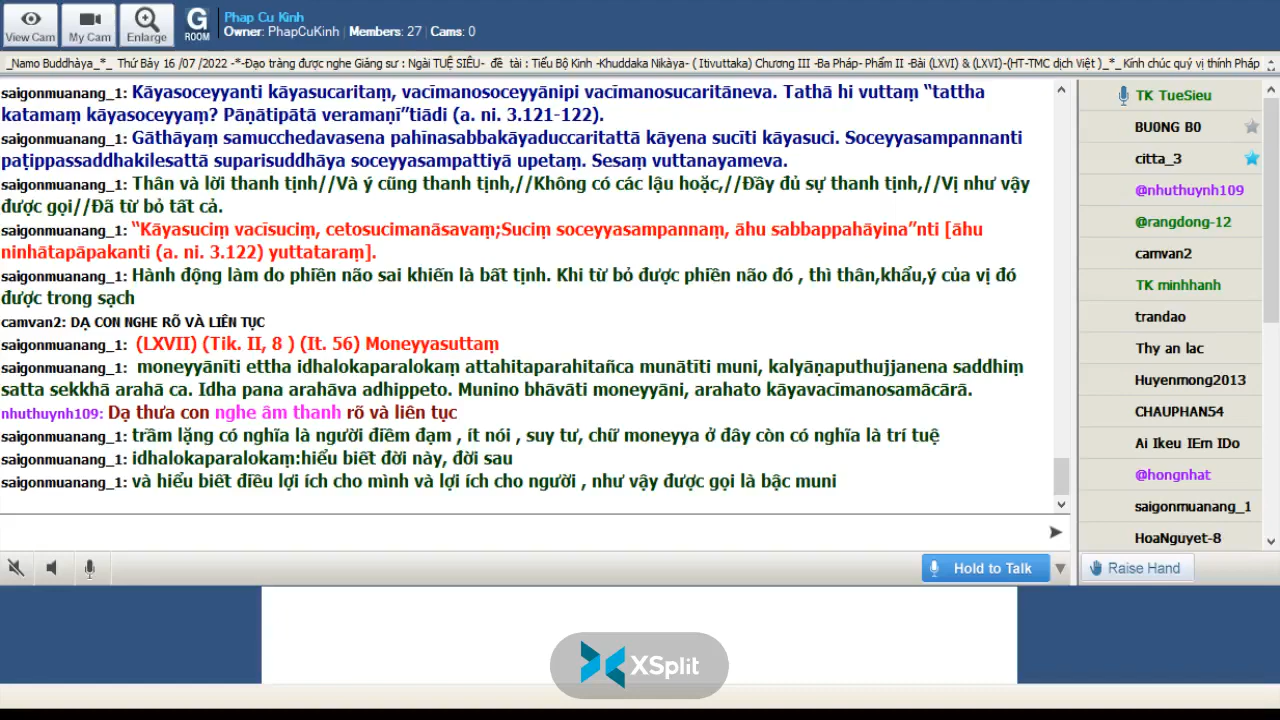 View Cam
My Cam
Enlarge
G
ROOM
Phap Cu Kinh
Owner: PhapCuKinh | Members: 27 | Cams: 0
_Namo Buddhàya_*_ Thứ Bảy 16 /07 /2022 -*-Đạo tràng được nghe Giảng sư : Ngài TUỆ SIÊU- đề tài : Tiểu Bộ Kinh -Khuddaka Nikàya- ( Itivuttaka) Chương III -Ba Pháp- Phẩm II -Bài (LXVI) & (LXVI)-(HT-TMC dịch Việt )_*_ Kính chúc quý vị thính Pháp
saigonmuanang_1: Kāyasoceyyanti kāyasucaritaṃ, vacīmanosoceyyānipi vacīmanosucaritāneva. Tathā hi vuttaṃ “tattha
katamaṃ kāyasoceyyaṃ? Pāṇātipātā veramaṇī”tiādi (a. ni. 3.121-122).
saigonmuanang_1: Gāthāyaṃ samucchedavasena pahīnasabbakāyaduccaritattā kāyena sucīti kāyasuci. Soceyyasampannanti
paṭippassaddhakilesattā suparisuddhāya soceyyasampattiyā upetaṃ. Sesaṃ vuttanayameva.
saigonmuanang_1: Thân và lời thanh tịnh//Và ý cũng thanh tịnh,//Không có các lậu hoặc,//Đầy đủ sự thanh tịnh,//Vị như vậy
được gọi//Đã từ bỏ tất cả.
saigonmuanang_1: “Kāyasuciṃ vacīsuciṃ, cetosucimanāsavaṃ;Suciṃ soceyyasampannaṃ, āhu sabbappahāyina”nti [āhu
ninhātapāpakanti (a. ni. 3.122) yuttataraṃ].
saigonmuanang_1: Hành động làm do phiền não sai khiến là bất tịnh. Khi từ bỏ được phiền não đó , thì thân,khẩu,ý của vị đó
được trong sạch
camvan2: DẠ CON NGHE RÕ VÀ LIÊN TỤC
saigonmuanang_1: (LXVII) (Tik. II, 8 ) (It. 56) Moneyyasuttaṃ
saigonmuanang_1: moneyyānīti ettha idhalokaparalokaṃ attahitaparahitañca munātīti muni, kalyāṇaputhujjanena saddhiṃ
satta sekkhā arahā ca. Idha pana arahāva adhippeto. Munino bhāvāti moneyyāni, arahato kāyavacīmanosamācārā.
nhuthuynh109: Dạ thưa con nghe âm thanh rõ và liên tục
saigonmuanang_1: trầm lặng có nghĩa là người điềm đạm , ít nói , suy tư, chữ moneyya ở đây còn có nghĩa là trí tuệ
saigonmuanang_1: idhalokaparalokaṃ:hiểu biết đời này, đời sau
saigonmuanang_1: và hiểu biết điều lợi ích cho mình và lợi ích cho người , như vậy được gọi là bậc muni
TK TueSieu
BU0NG B0
citta_3
@nhuthuynh109
@rangdong-12
camvan2
TK minhhanh
trandao
Thy an lac
Huyenmong2013
CHAUPHAN54
Ai lkeu IErn lDo
@hongnhat
saigonmuanang_1
HoaNguyet-8
Hold to Talk
Raise Hand
XSplit